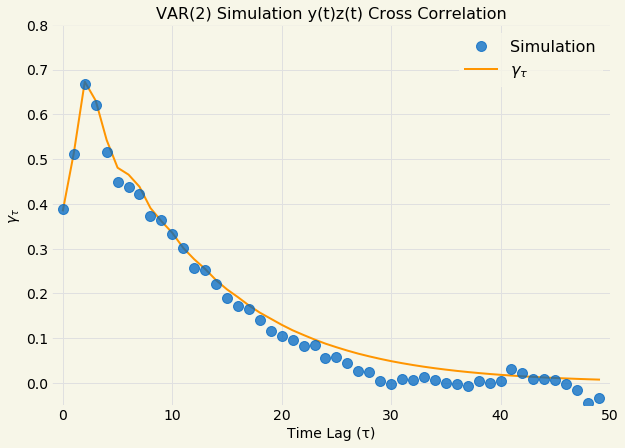 VAR(2) Simulation y(t)z(t) Cross Correlation
0.8
0.7
0.6
0.5
0.4
0.3
0.2
0.1
0.0
γτ
Simulation
γτ
0 10 20 30 40 50
Time Lag (τ)